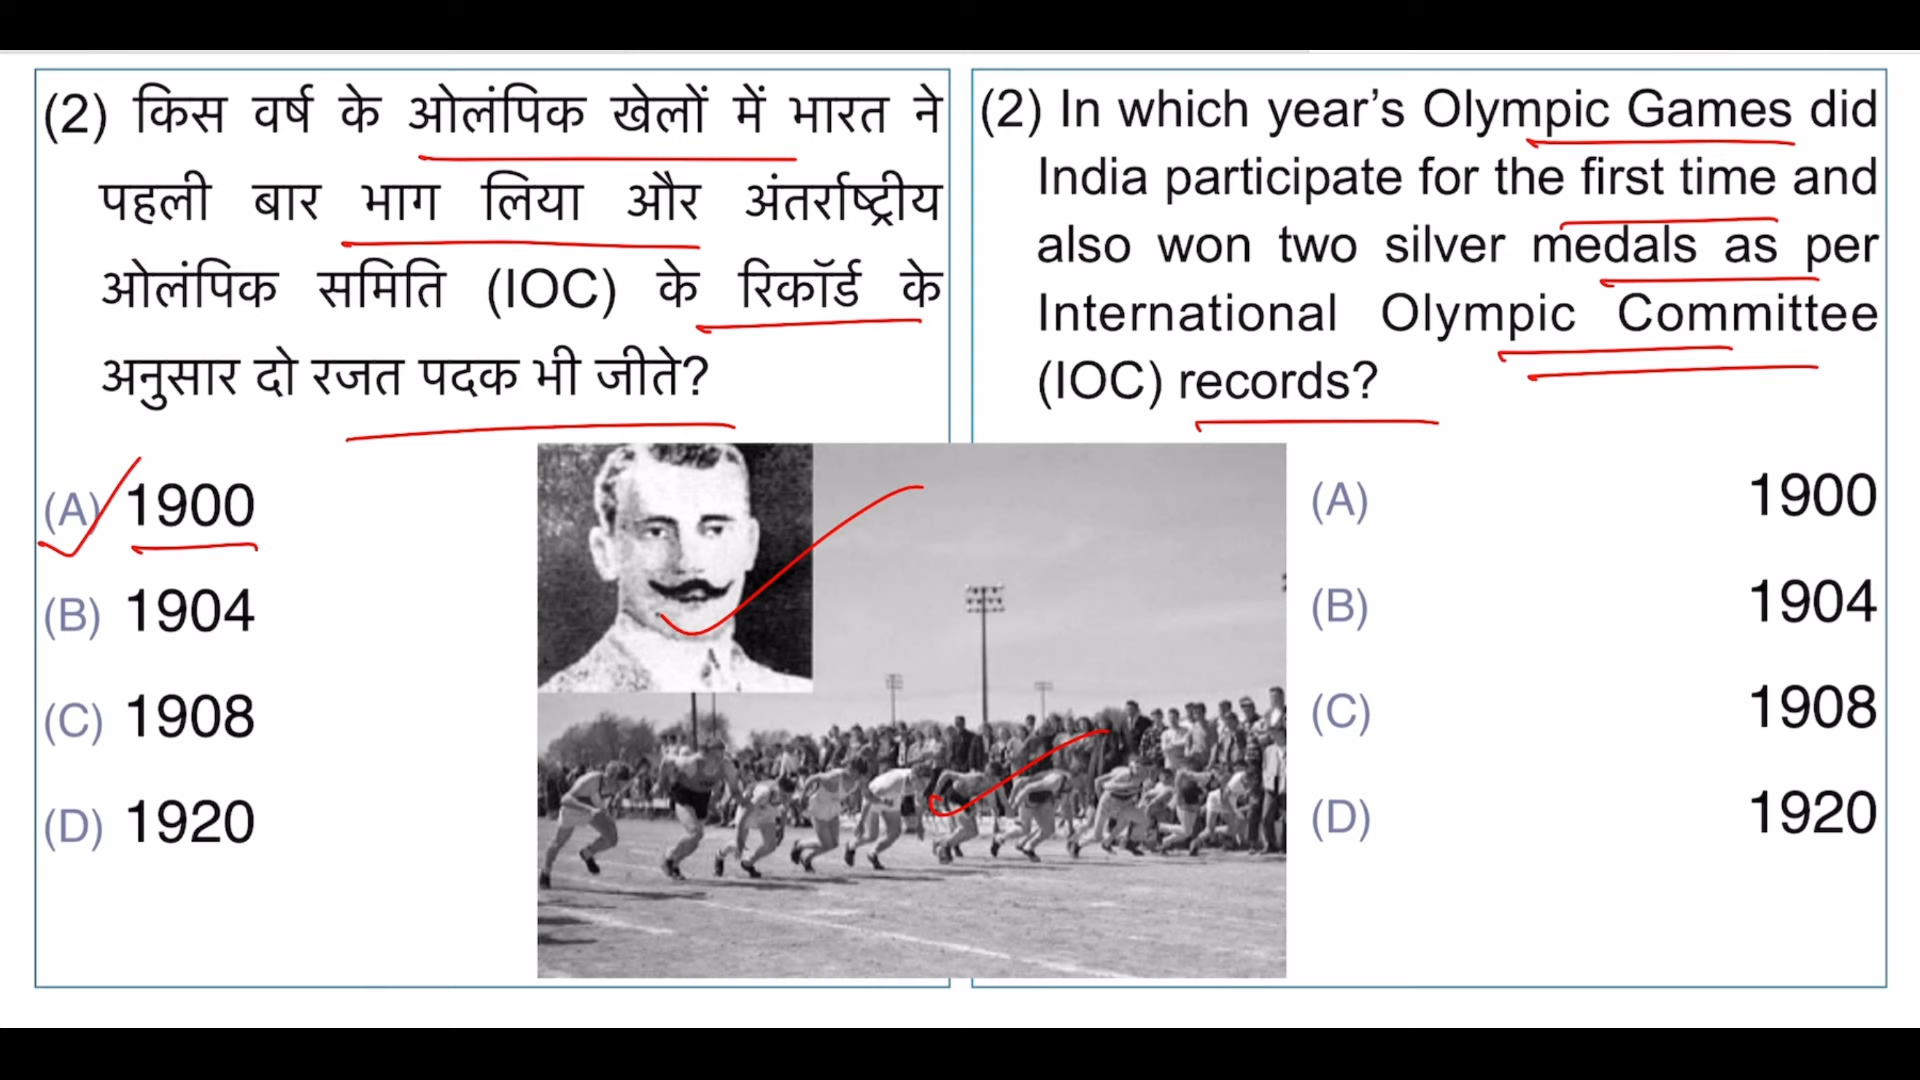 (2) किस वर्ष के ओलंपिक खेलों में भारत ने
पहली बार भाग लिया और अंतर्राष्ट्रीय
ओलंपिक समिति (IOC) के रिकॉर्ड के
अनुसार दो रजत पदक भी जीते?
(A) 1900
(B) 1904
(C) 1908
(D) 1920
(2) In which year’s Olympic Games did
India participate for the first time and
also won two silver medals as per
International Olympic Committee
(IOC) records?
(A) 1900
(B) 1904
(C) 1908
(D) 1920